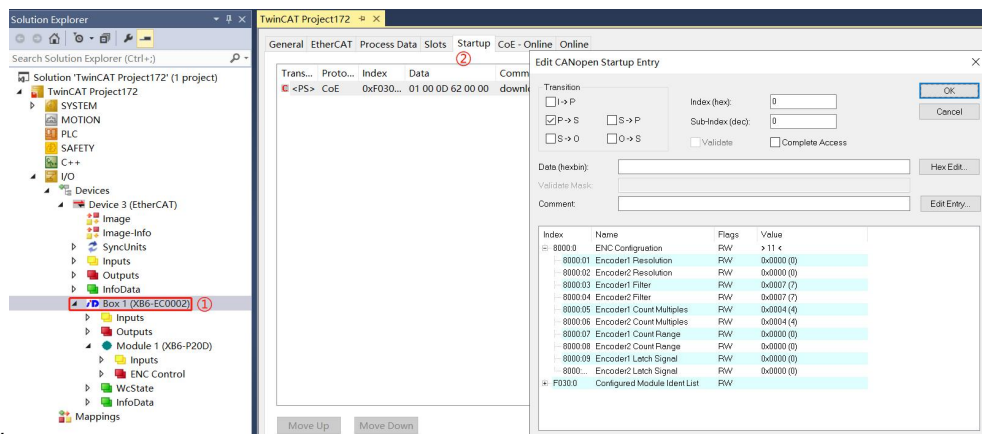 Solution Explorer
TwinCAT Project172
Search Solution Explorer (Ctrl+;)
Solution 'TwinCAT Project172' (1 project)
TwinCAT Project172
SYSTEM
MOTION
PLC
SAFETY
C++
I/O
Devices
Device 3 (EtherCAT)
Image
Image-Info
SyncUnits
Inputs
Outputs
InfoData
Box 1 (XB6-EC0002) ①
Inputs
Outputs
Module 1 (XB6-P20D)
Inputs
ENC Control
WcState
InfoData
Mappings
General EtherCAT Process Data Slots Startup CoE - Online Online
②
Trans... Proto... Index Data Comm
<PS> CoE 0xF030... 01 00 0D 62 00 00 downlo
Move Up Move Down
Edit CANopen Startup Entry
Transition
I -> P
P -> S S -> P
S -> O O -> S
Index (hex): 0
Sub-Index (dec): 0
Validate Complete Access
OK
Cancel
Data (hexbin): Hex Edit...
Validate Mask:
Comment: Edit Entry...
Index Name Flags Value
8000:0 ENC Configruation RW > 11 <
8000:01 Encoder1 Resolution RW 0x0000 (0)
8000:02 Encoder2 Resolution RW 0x0000 (0)
8000:03 Encoder1 Filter RW 0x0007 (7)
8000:04 Encoder2 Filter RW 0x0007 (7)
8000:05 Encoder1 Count Multiples RW 0x0004 (4)
8000:06 Encoder2 Count Multiples RW 0x0004 (4)
8000:07 Encoder1 Count Range RW 0x0000 (0)
8000:08 Encoder2 Count Range RW 0x0000 (0)
8000:09 Encoder1 Latch Signal RW 0x0000 (0)
8000:... Encoder2 Latch Signal RW 0x0000 (0)
F030:0 Configured Module Ident List RW